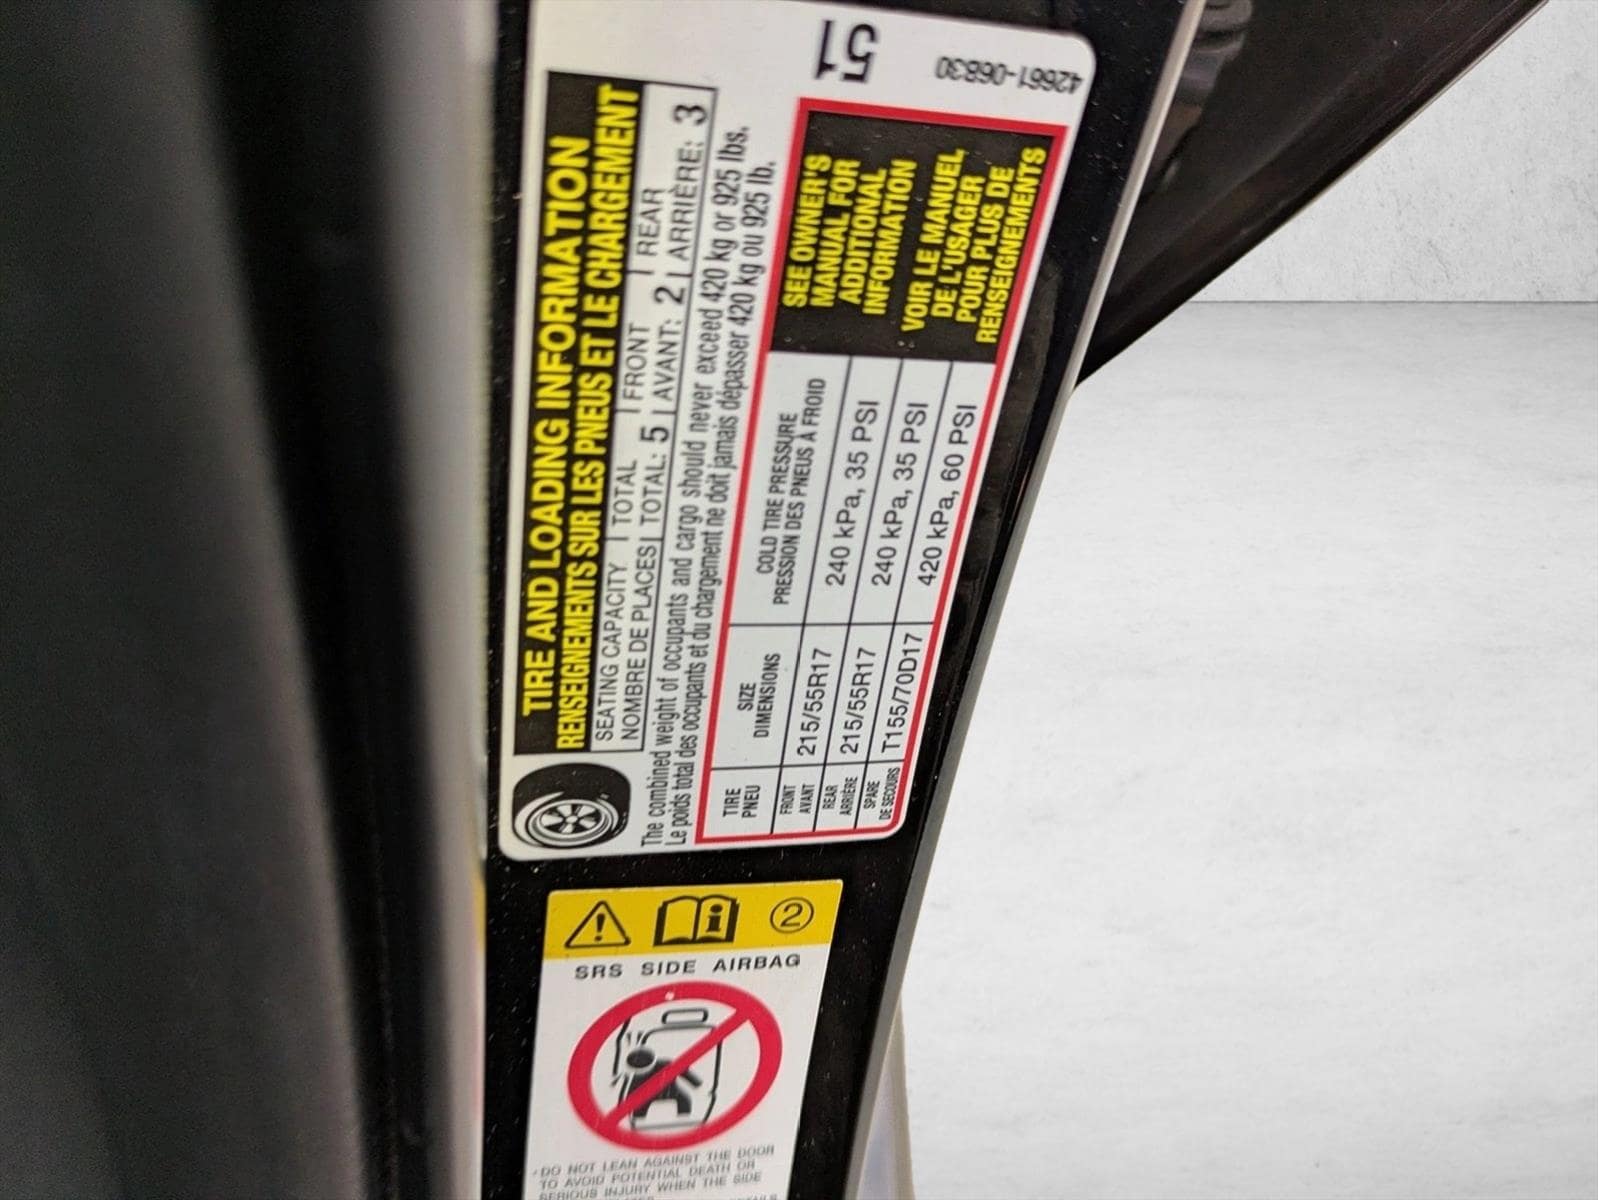 TIRE AND LOADING INFORMATION
RENSEIGNEMENTS SUR LES PNEUS ET LE CHARGEMENT
SEATING CAPACITY | TOTAL | FRONT | REAR
NOMBRE DE PLACES | TOTAL: 5 | AVANT: 2 | ARRIÈRE: 3
The combined weight of occupants and cargo should never exceed 420 kg or 925 lbs.
Le poids total des occupants et du chargement ne doit jamais dépasser 420 kg ou 925 lb.
TIRE
PNEU
SIZE
DIMENSIONS
COLD TIRE PRESSURE
PRESSION DES PNEUS À FROID
FRONT
AVANT
215/55R17
240 kPa, 35 PSI
REAR
ARRIÈRE
215/55R17
240 kPa, 35 PSI
SPARE
DE SECOURS
T155/70D17
420 kPa, 60 PSI
SEE OWNER'S
MANUAL FOR
ADDITIONAL
INFORMATION
VOIR LE MANUEL
DE L'USAGER
POUR PLUS DE
RENSEIGNEMENTS
51
42661-06B30
2
SRS SIDE AIRBAG
DO NOT LEAN AGAINST THE DOOR
TO AVOID POTENTIAL DEATH OR
SERIOUS INJURY WHEN THE SIDE